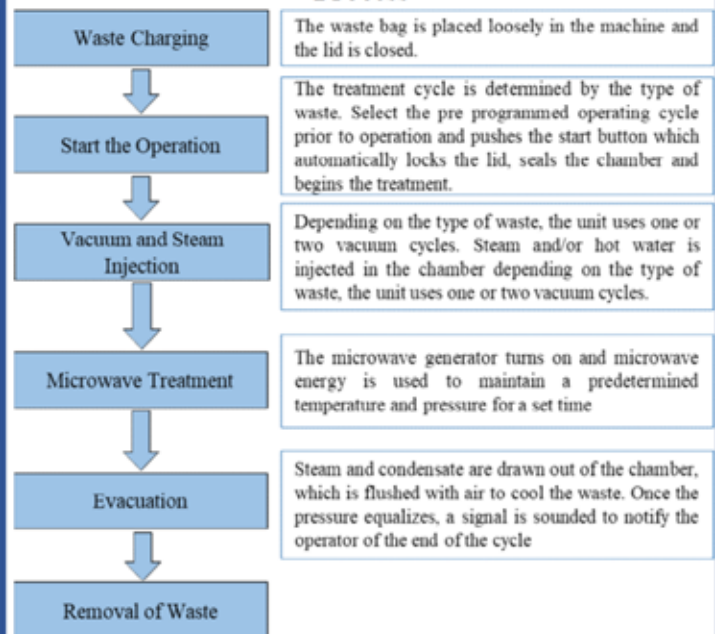 Waste Charging
The waste bag is placed loosely in the machine and
the lid is closed.
Start the Operation
The treatment cycle is determined by the type of
waste. Select the pre programmed operating cycle
prior to operation and pushes the start button which
automatically locks the lid, seals the chamber and
begins the treatment.
Vacuum and Steam
Injection
Depending on the type of waste, the unit uses one or
two vacuum cycles. Steam and/or hot water is
injected in the chamber depending on the type of
waste, the unit uses one or two vacuum cycles.
Microwave Treatment
The microwave generator turns on and microwave
energy is used to maintain a predetermined
temperature and pressure for a set time
Evacuation
Steam and condensate are drawn out of the chamber,
which is flushed with air to cool the waste. Once the
pressure equalizes, a signal is sounded to notify the
operator of the end of the cycle
Removal of Waste